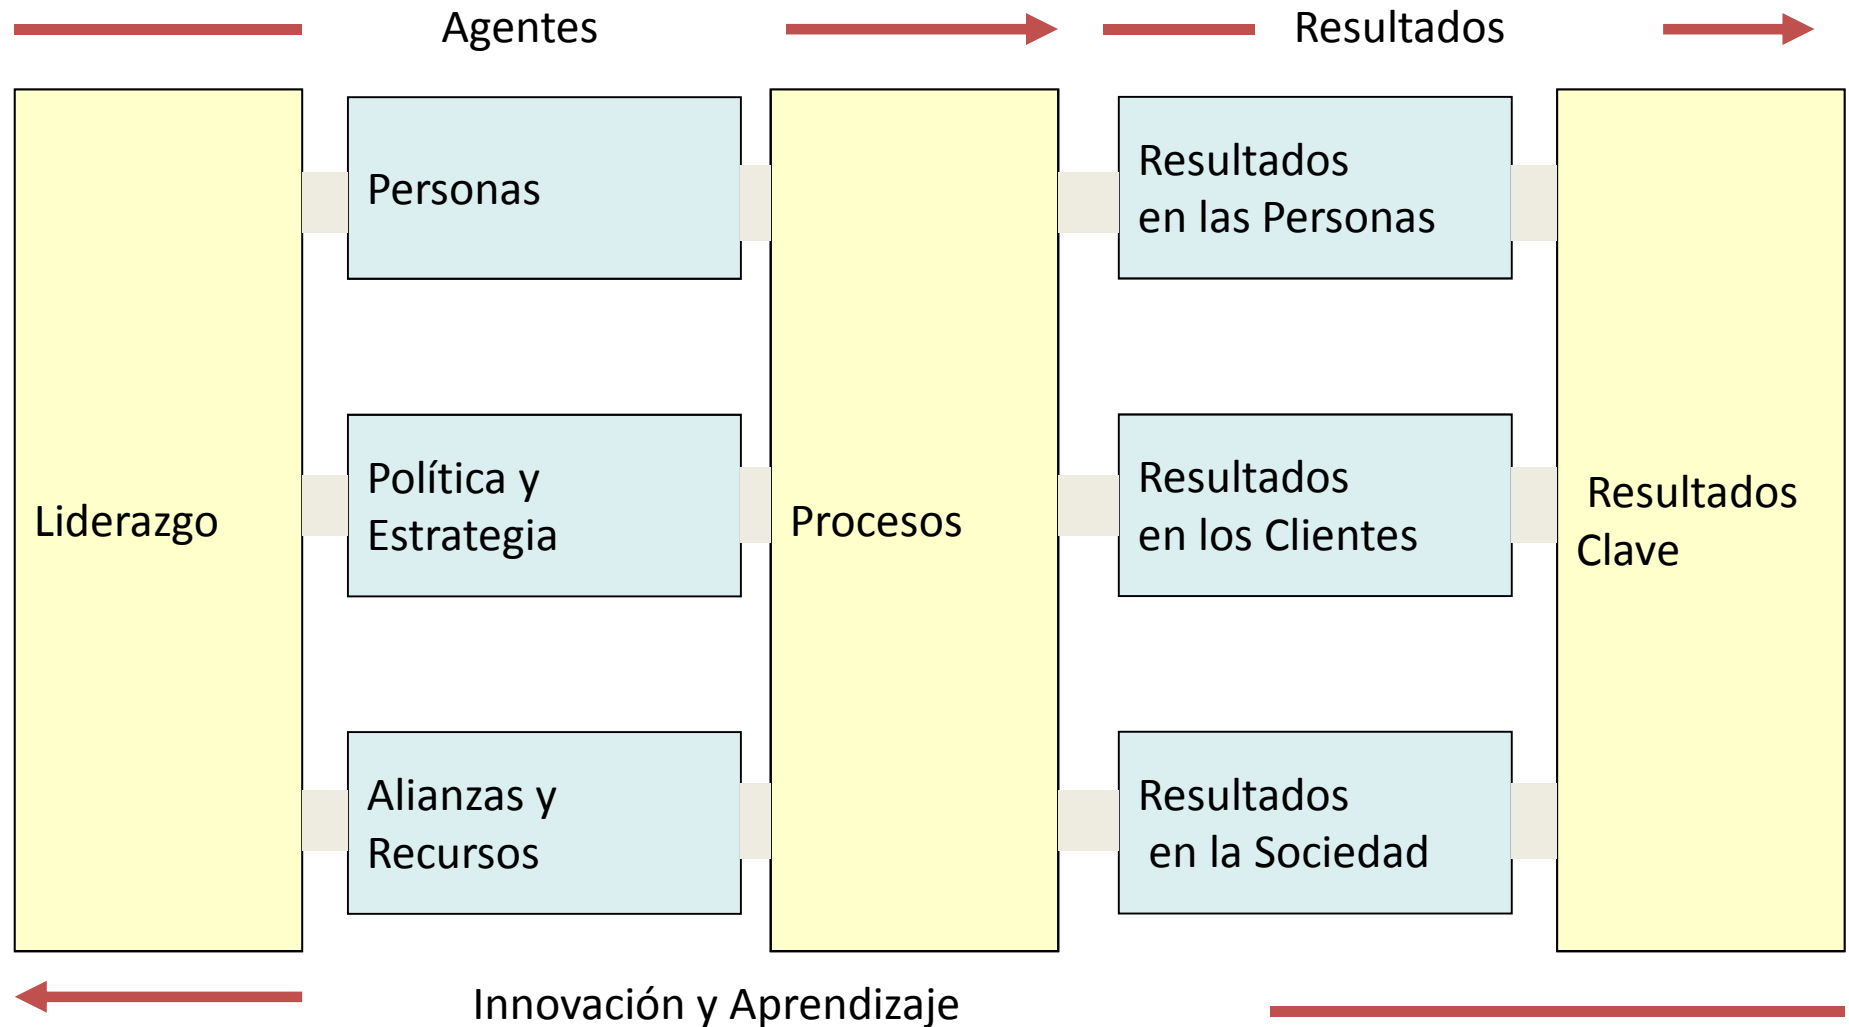 Agentes
Resultados
Liderazgo
Personas
Política y
Estrategia
Alianzas y
Recursos
Procesos
Resultados
en las Personas
Resultados
en los Clientes
Resultados
en la Sociedad
Resultados
Clave
Innovación y Aprendizaje